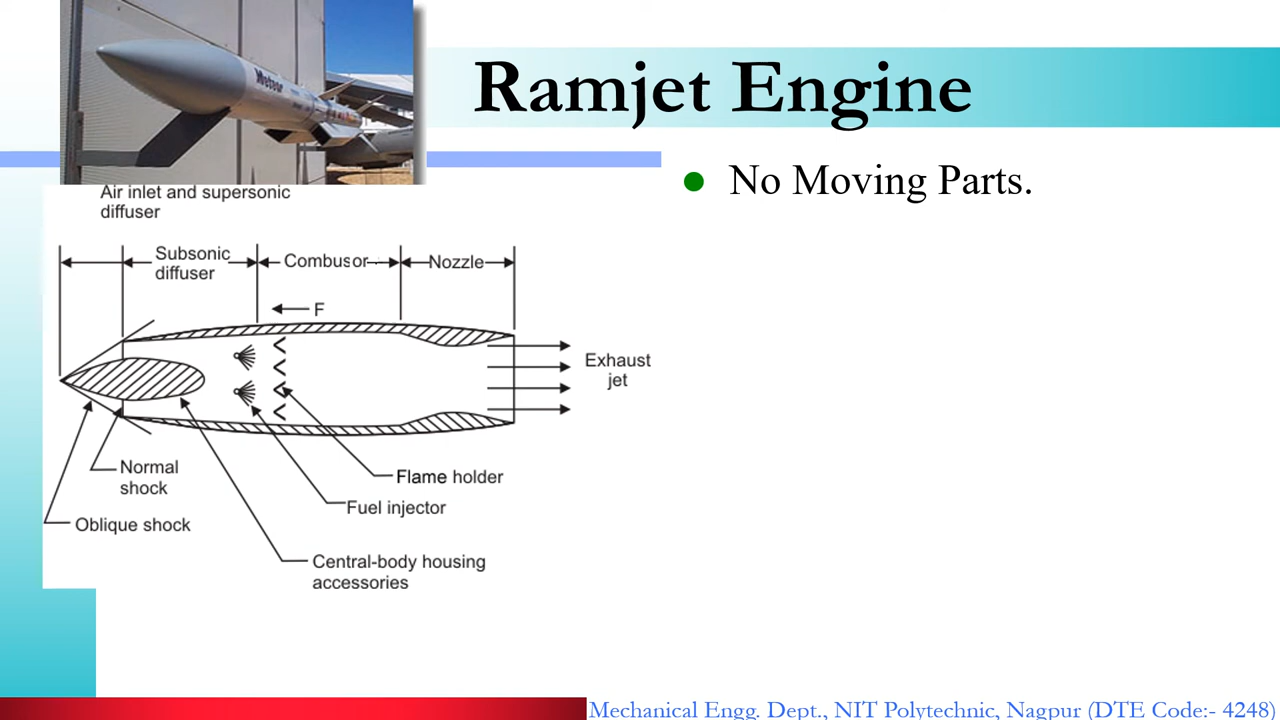 Meteor
Ramjet Engine
No Moving Parts.
Air inlet and supersonic
diffuser
Subsonic
diffuser
Combusor
Nozzle
F
Exhaust
jet
Normal
shock
Flame holder
Fuel injector
Oblique shock
Central-body housing
accessories
Mechanical Engg. Dept., NIT Polytechnic, Nagpur (DTE Code:- 4248)